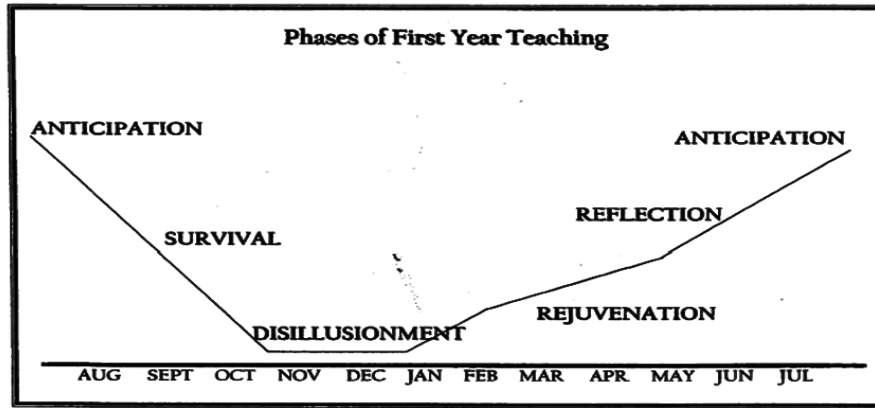 Phases of First Year Teaching
ANTICIPATION
ANTICIPATION
REFLECTION
SURVIVAL
REJUVENATION
DISILLUSIONMENT
AUG SEPT OCT NOV DEC JAN FEB MAR APR MAY JUN JUL